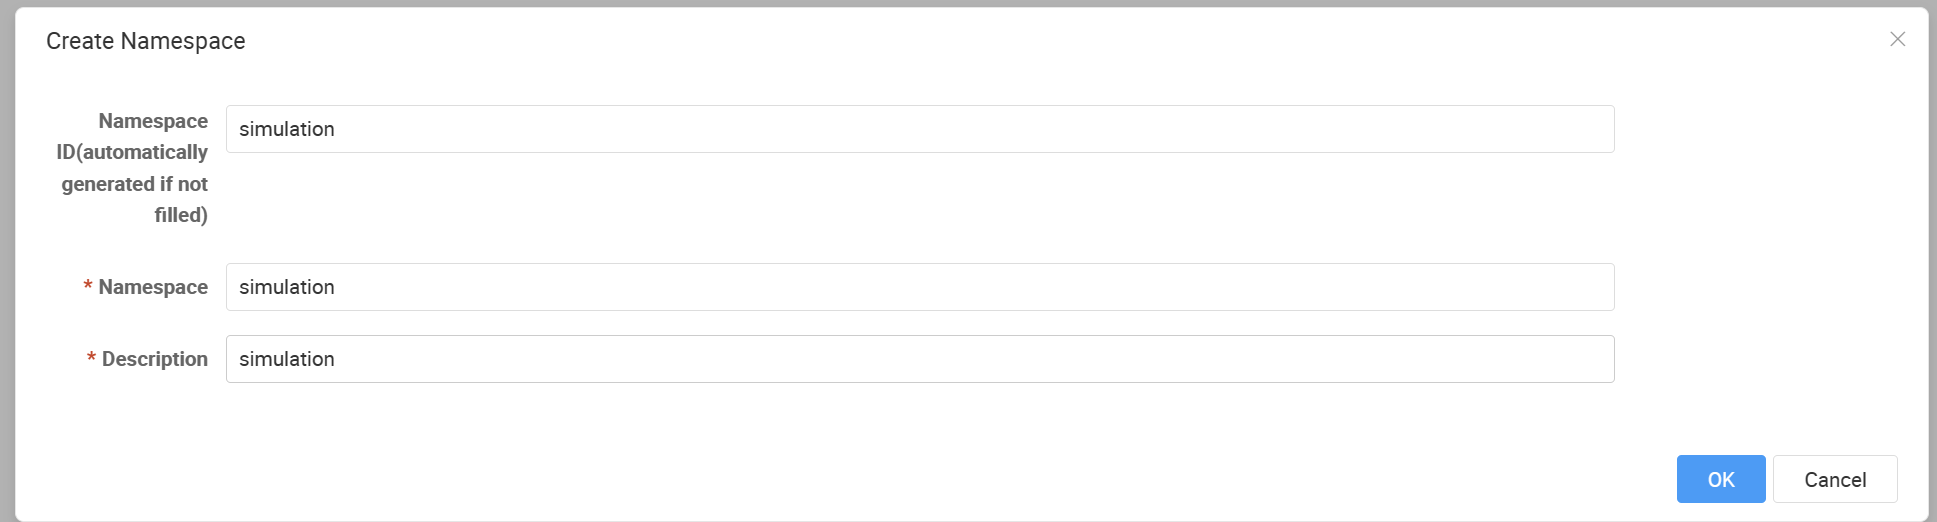 Create Namespace
Namespace
ID(automatically
generated if not
filled)
simulation
* Namespace
simulation
* Description
simulation
OK
Cancel